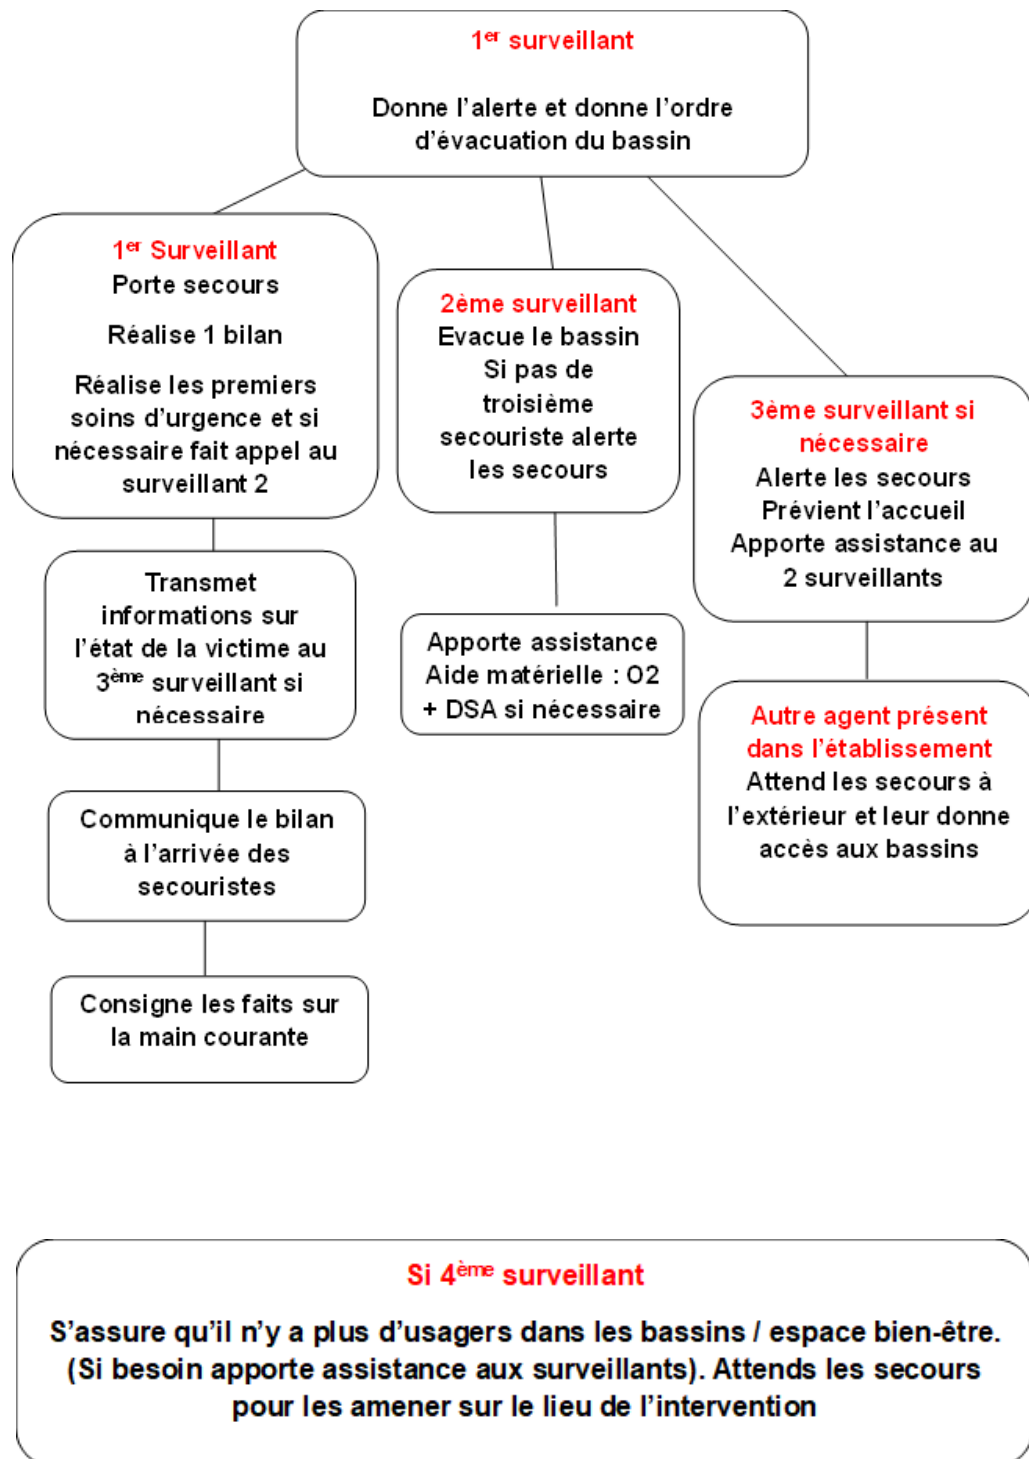 1er surveillant
Donne l'alerte et donne l'ordre
d'évacuation du bassin
1er Surveillant
Porte secours
Réalise 1 bilan
Réalise les premiers
soins d'urgence et si
nécessaire fait appel au
surveillant 2
Transmet
informations sur
l'état de la victime au
3ème surveillant si
nécessaire
Communique le bilan
à l'arrivée des
secouristes
Consigne les faits sur
la main courante
2ème surveillant
Evacue le bassin
Si pas de
troisième
secouriste alerte
les secours
Apporte assistance
Aide matérielle : O2
+ DSA si nécessaire
3ème surveillant si
nécessaire
Alerte les secours
Prévient l'accueil
Apporte assistance au
2 surveillants
Autre agent présent
dans l'établissement
Attend les secours à
l'extérieur et leur donne
accès aux bassins
Si 4ème surveillant
S'assure qu'il n'y a plus d'usagers dans les bassins / espace bien-être.
(Si besoin apporte assistance aux surveillants). Attends les secours
pour les amener sur le lieu de l'intervention